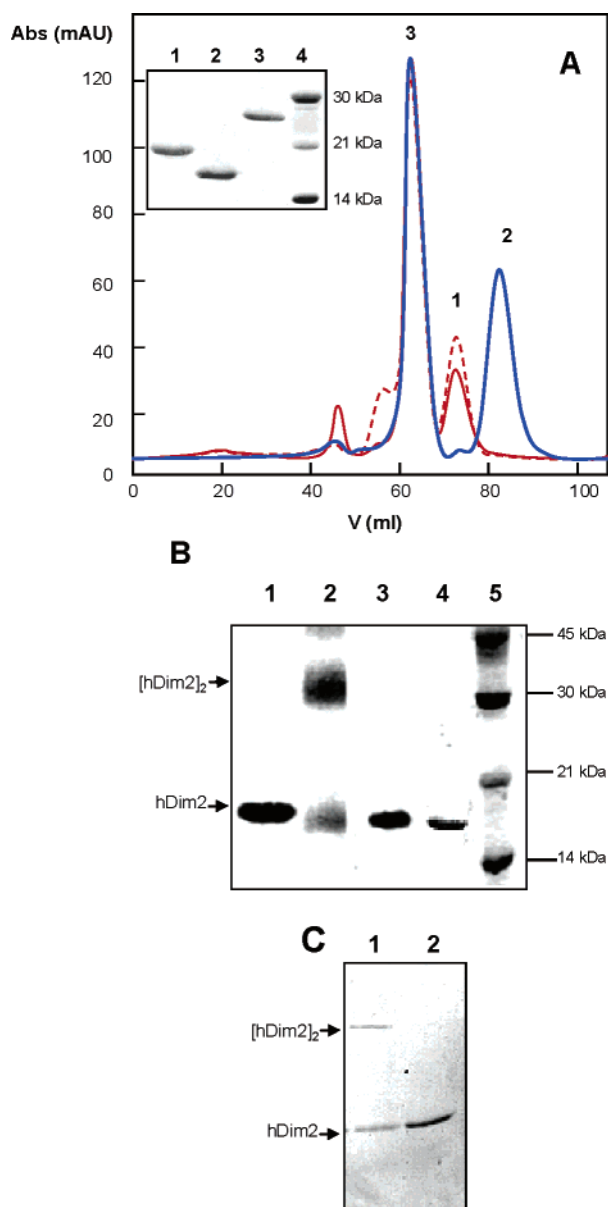 Abs (mAU)
3
A
1 2 3 4
30 kDa
21 kDa
14 kDa
120
100
80
60
40
20
0
2
1
0 20 40 60 80 100
V (ml)
B
1 2 3 4 5
45 kDa
[hDim2]₂
30 kDa
21 kDa
hDim2
14 kDa
C
1 2
[hDim2]₂
hDim2